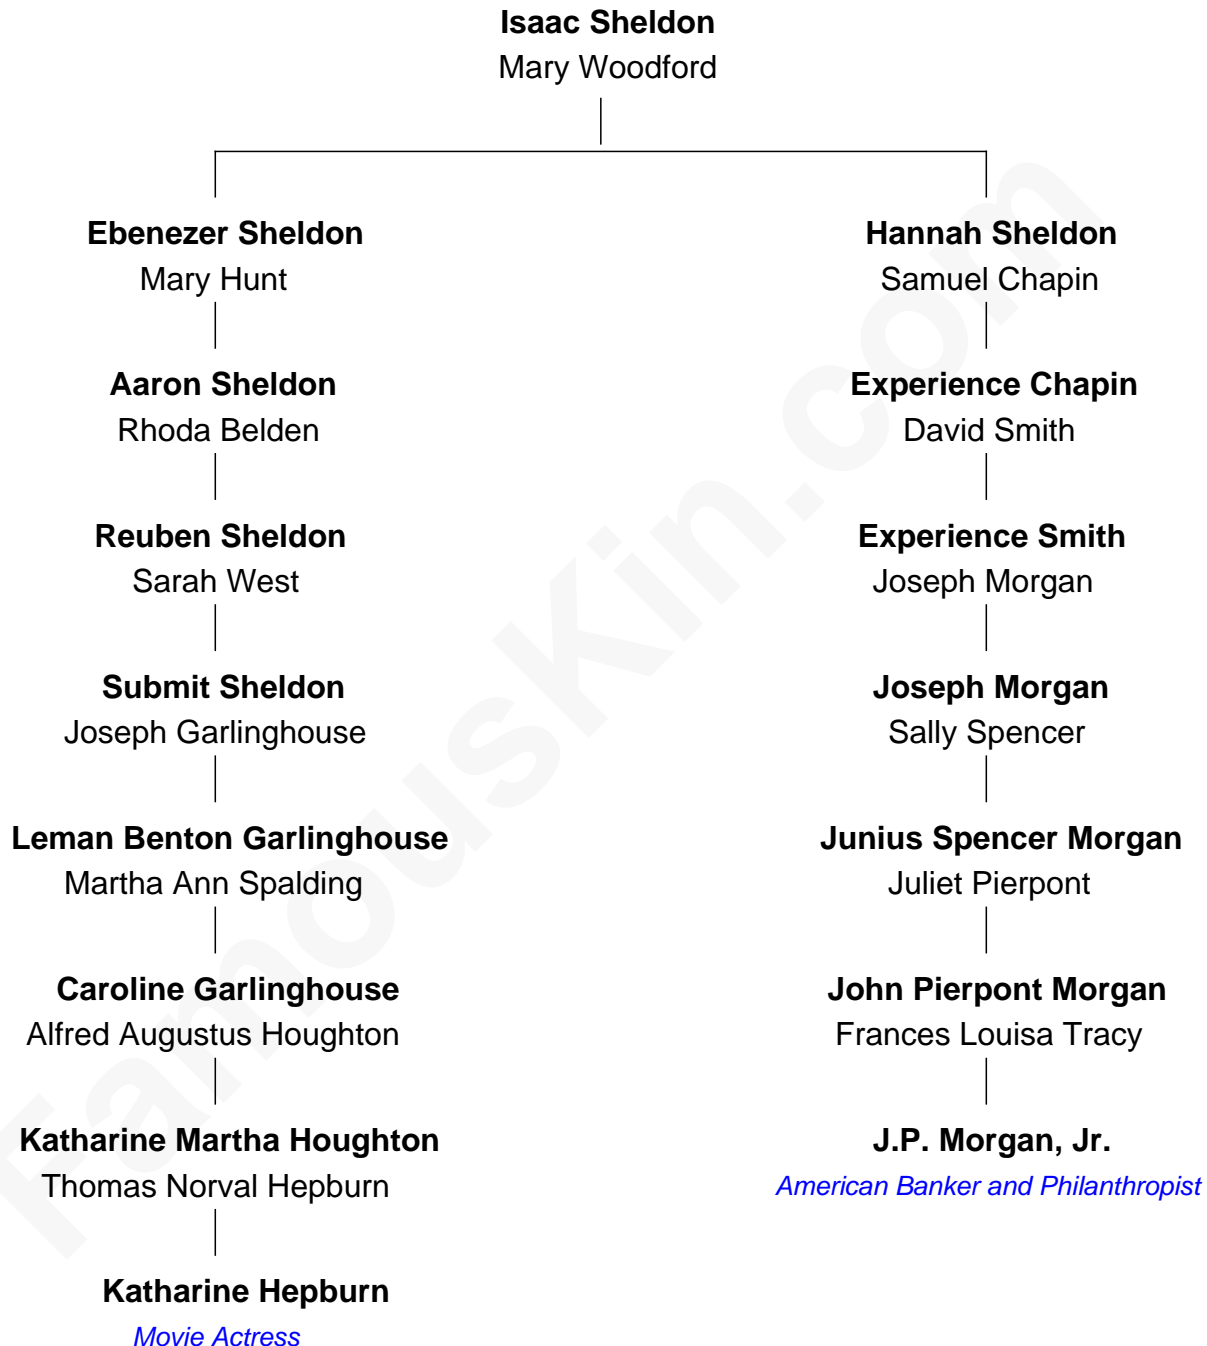 Isaac Sheldon
Mary Woodford
Ebenezer Sheldon
Mary Hunt
Hannah Sheldon
Samuel Chapin
Aaron Sheldon
Rhoda Belden
Experience Chapin
David Smith
Reuben Sheldon
Sarah West
Experience Smith
Joseph Morgan
Submit Sheldon
Joseph Garlinghouse
Joseph Morgan
Sally Spencer
Leman Benton Garlinghouse
Martha Ann Spalding
Junius Spencer Morgan
Juliet Pierpont
Caroline Garlinghouse
Alfred Augustus Houghton
John Pierpont Morgan
Frances Louisa Tracy
Katharine Martha Houghton
Thomas Norval Hepburn
J.P. Morgan, Jr.
American Banker and Philanthropist
Katharine Hepburn
Movie Actress
FamousKin.com